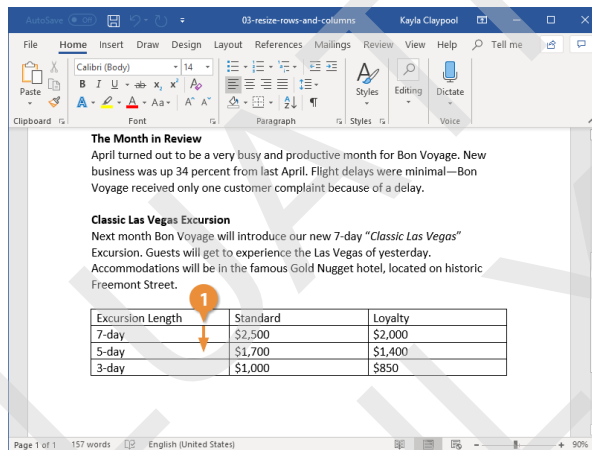 AutoSave Off 03-resize-rows-and-columns Kayla Claypool
File Home Insert Draw Design Layout References Mailings Review View Help Tell me
Calibri (Body) 14
Paste B I U ab x₂ x² A Styles Editing Dictate
A A Aa A A ¶
Clipboard Font Paragraph Styles Voice
The Month in Review
April turned out to be a very busy and productive month for Bon Voyage. New
business was up 34 percent from last April. Flight delays were minimal—Bon
Voyage received only one customer complaint because of a delay.
Classic Las Vegas Excursion
Next month Bon Voyage will introduce our new 7-day “Classic Las Vegas”
Excursion. Guests will get to experience the Las Vegas of yesterday.
Accommodations will be in the famous Gold Nugget hotel, located on historic
Freemont Street.
1
Excursion Length Standard Loyalty
7-day $2,500 $2,000
5-day $1,700 $1,400
3-day $1,000 $850
Page 1 of 1 157 words English (United States) 90%